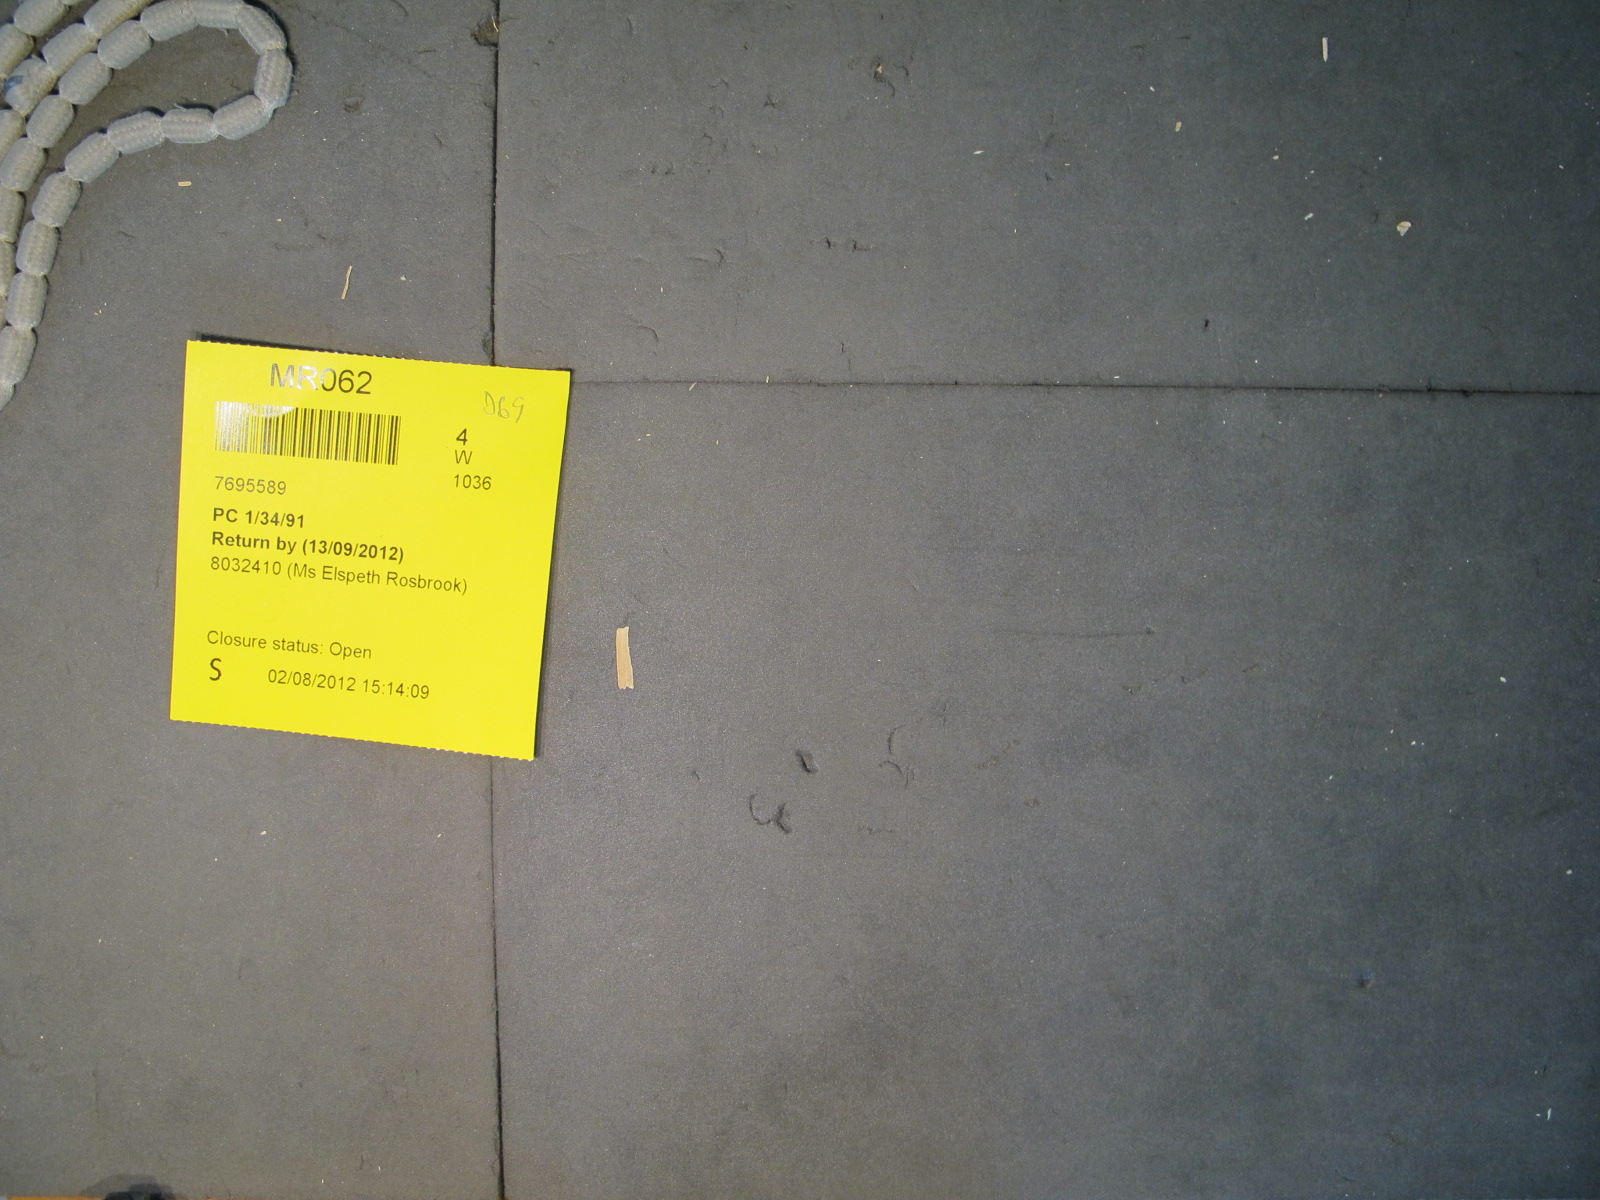 MR062
D69
4
W
1036
7695589
PC 1/34/91
Return by (13/09/2012)
8032410 (Ms Elspeth Rosbrook)
Closure status: Open
S 02/08/2012 15:14:09